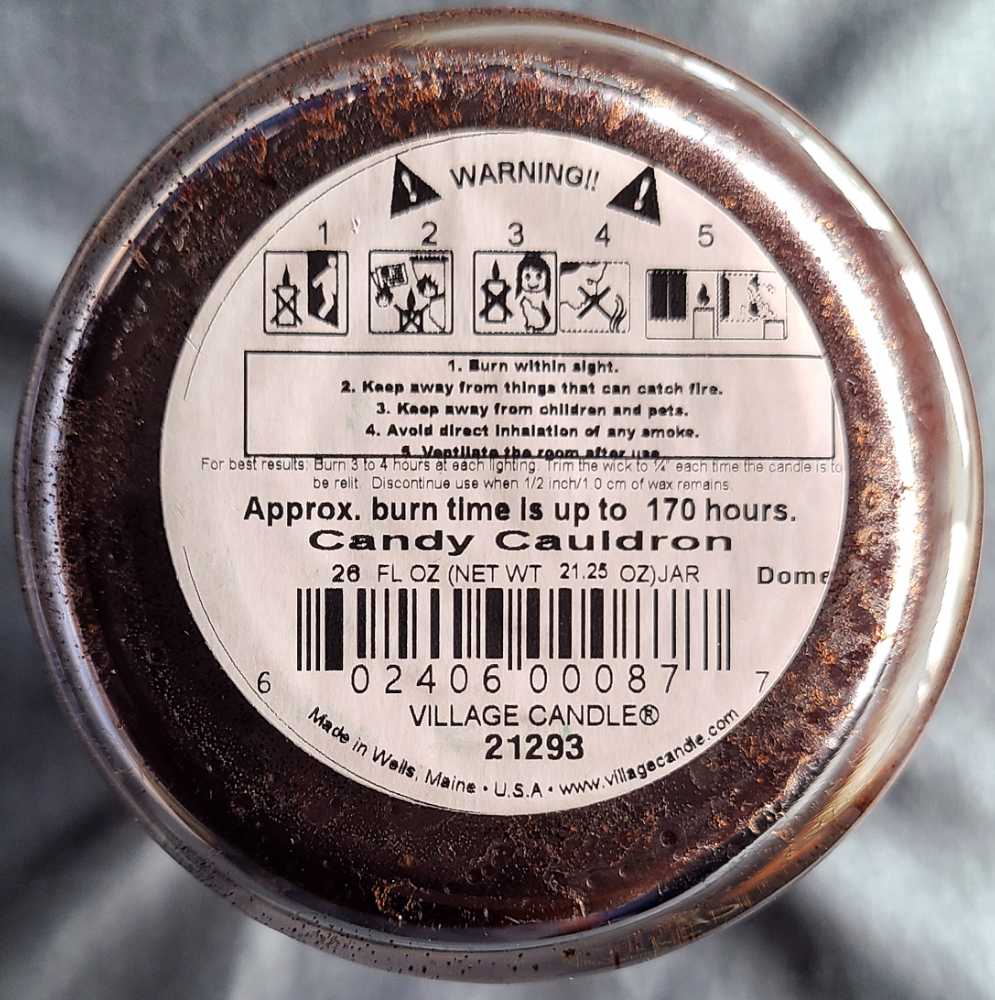 WARNING!!
1 2 3 4 5
1. Burn within sight.
2. Keep away from things that can catch fire.
3. Keep away from children and pets.
4. Avoid direct inhalation of any smoke.
5. Ventilate the room after use.
For best results: Burn 3 to 4 hours at each lighting. Trim the wick to ¼" each time the candle is to
be relit. Discontinue use when 1/2 inch/1.0 cm of wax remains.
Approx. burn time is up to 170 hours.
Candy Cauldron
26 FL OZ (NET WT 21.25 OZ)JAR Dome
6 02406 00087 7
VILLAGE CANDLE®
21293
Made in Wells, Maine • U.S.A • www.villagecandle.com